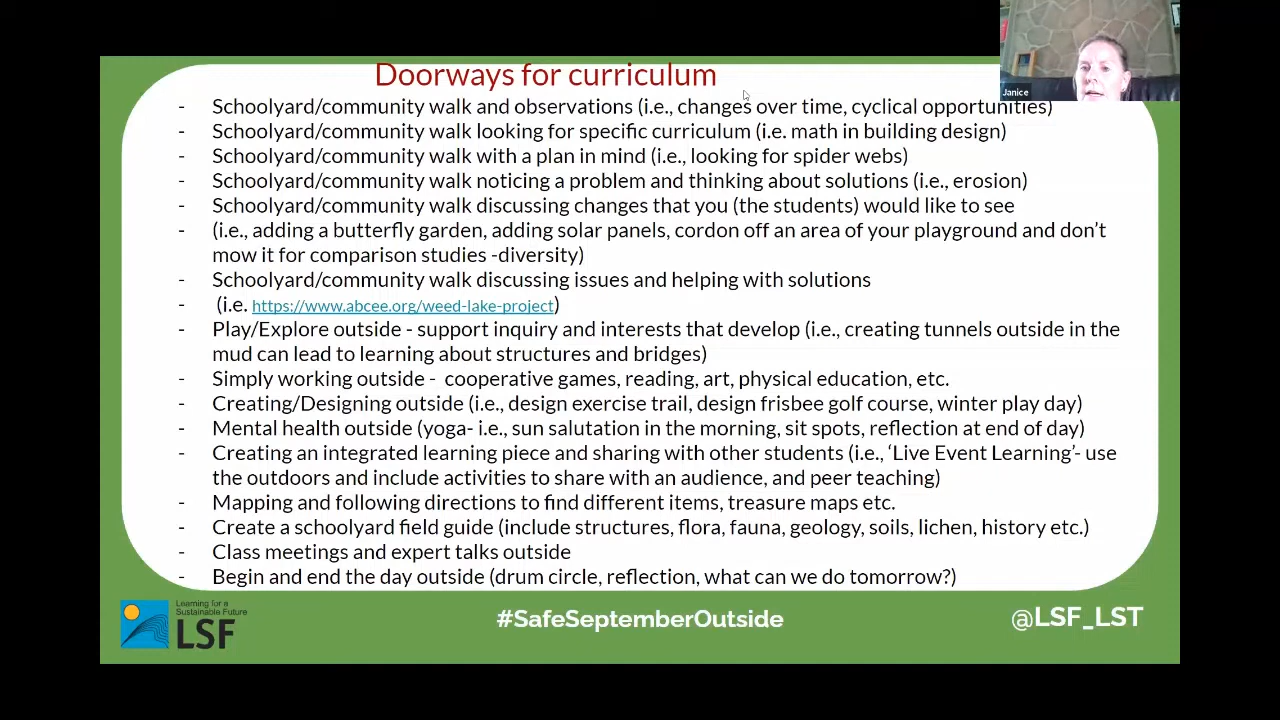 Doorways for curriculum
Janice
- Schoolyard/community walk and observations (i.e., changes over time, cyclical opportunities)
- Schoolyard/community walk looking for specific curriculum (i.e. math in building design)
- Schoolyard/community walk with a plan in mind (i.e., looking for spider webs)
- Schoolyard/community walk noticing a problem and thinking about solutions (i.e., erosion)
- Schoolyard/community walk discussing changes that you (the students) would like to see
- (i.e., adding a butterfly garden, adding solar panels, cordon off an area of your playground and don’t
mow it for comparison studies -diversity)
- Schoolyard/community walk discussing issues and helping with solutions
- (i.e. https://www.abcee.org/weed-lake-project)
- Play/Explore outside - support inquiry and interests that develop (i.e., creating tunnels outside in the
mud can lead to learning about structures and bridges)
- Simply working outside - cooperative games, reading, art, physical education, etc.
- Creating/Designing outside (i.e., design exercise trail, design frisbee golf course, winter play day)
- Mental health outside (yoga- i.e., sun salutation in the morning, sit spots, reflection at end of day)
- Creating an integrated learning piece and sharing with other students (i.e., ‘Live Event Learning’- use
the outdoors and include activities to share with an audience, and peer teaching)
- Mapping and following directions to find different items, treasure maps etc.
- Create a schoolyard field guide (include structures, flora, fauna, geology, soils, lichen, history etc.)
- Class meetings and expert talks outside
- Begin and end the day outside (drum circle, reflection, what can we do tomorrow?)
Learning for a
Sustainable Future
LSF
#SafeSeptemberOutside
@LSF_LST